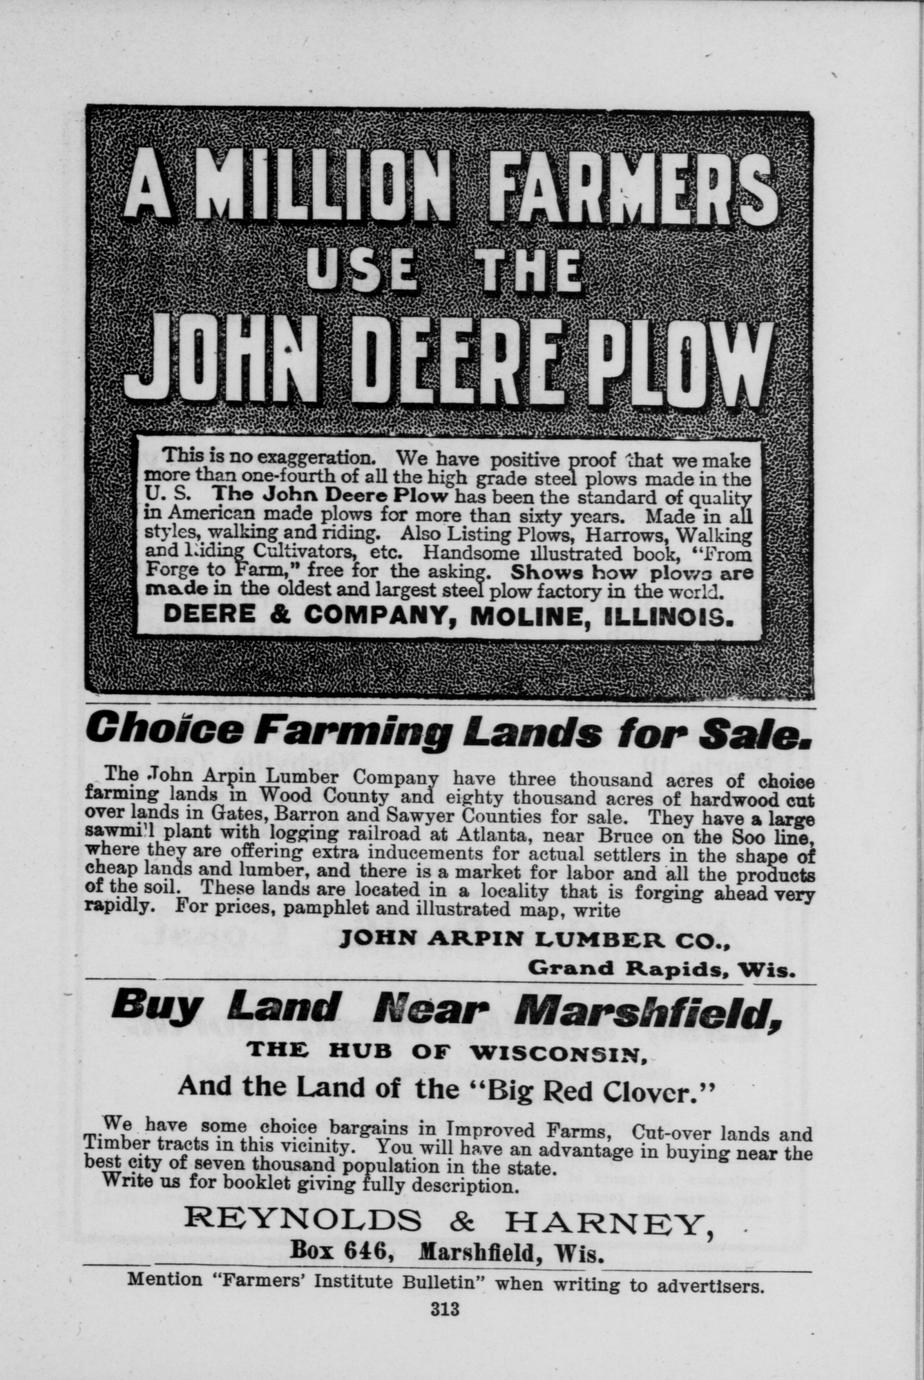 A MILLION FARMERS
USE THE
JOHN DEERE PLOW
This is no exaggeration. We have positive proof that we make
more than one-fourth of all the high grade steel plows made in the
U. S. The John Deere Plow has been the standard of quality
in American made plows for more than sixty years. Made in all
styles, walking and riding. Also Listing Plows, Harrows, Walking
and Riding Cultivators, etc. Handsome illustrated book, "From
Forge to Farm," free for the asking. Shows how plows are
made in the oldest and largest steel plow factory in the world.
DEERE & COMPANY, MOLINE, ILLINOIS.
Choice Farming Lands for Sale.
The John Arpin Lumber Company have three thousand acres of choice
farming lands in Wood County and eighty thousand acres of hardwood cut
over lands in Gates, Barron and Sawyer Counties for sale. They have a large
sawmill plant with logging railroad at Atlanta, near Bruce on the Soo line,
where they are offering extra inducements for actual settlers in the shape of
cheap lands and lumber, and there is a market for labor and all the products
of the soil. These lands are located in a locality that is forging ahead very
rapidly. For prices, pamphlet and illustrated map, write
JOHN ARPIN LUMBER CO.,
Grand Rapids, Wis.
Buy Land Near Marshfield,
THE HUB OF WISCONSIN,
And the Land of the "Big Red Clover."
We have some choice bargains in Improved Farms, Cut-over lands and
Timber tracts in this vicinity. You will have an advantage in buying near the
best city of seven thousand population in the state.
Write us for booklet giving fully description.
REYNOLDS & HARNEY,
Box 646, Marshfield, Wis.
Mention "Farmers' Institute Bulletin" when writing to advertisers.
313